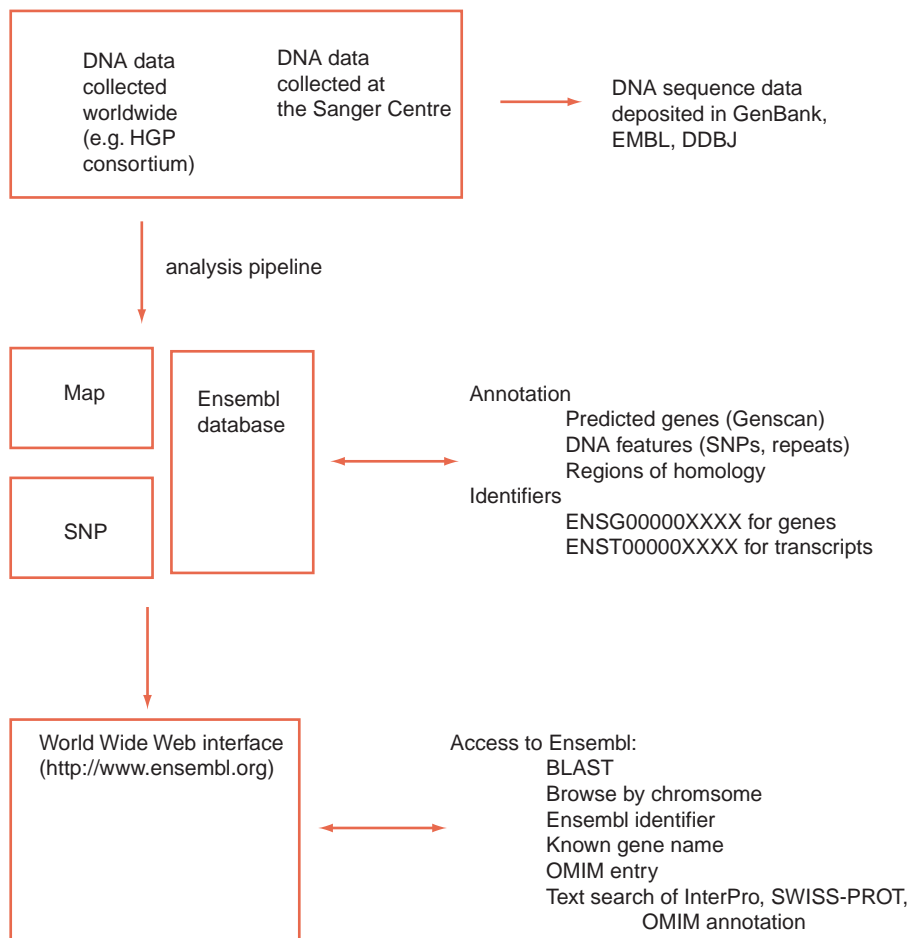 DNA data
collected
worldwide
(e.g. HGP
consortium)
DNA data
collected at
the Sanger Centre
DNA sequence data
deposited in GenBank,
EMBL, DDBJ
analysis pipeline
Map
SNP
Ensembl
database
Annotation
Predicted genes (Genscan)
DNA features (SNPs, repeats)
Regions of homology
Identifiers
ENSG00000XXXX for genes
ENST00000XXXX for transcripts
World Wide Web interface
(http://www.ensembl.org)
Access to Ensembl:
BLAST
Browse by chromsome
Ensembl identifier
Known gene name
OMIM entry
Text search of InterPro, SWISS-PROT,
OMIM annotation